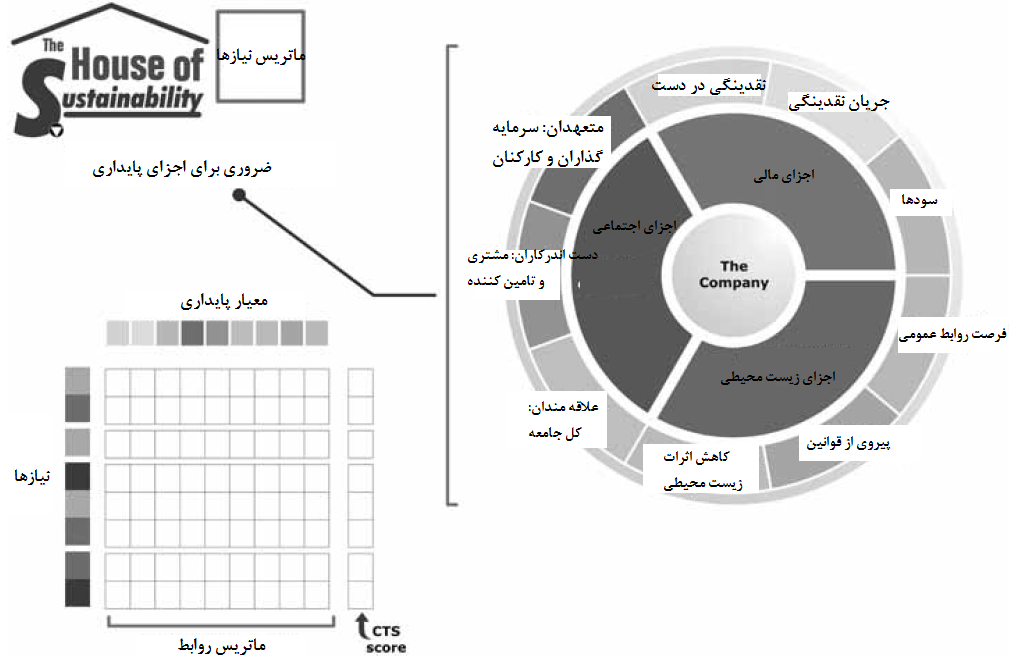 The
House of
Sustainability
ماتریس نیازها
ضروری برای اجزای پایداری
معیار پایداری
نیازها
ماتریس روابط
CTS
score
نقدینگی در دست
جریان نقدینگی
متعهدان: سرمایه
گذاران و کارکنان
اجزای مالی
سودها
اجزای اجتماعی
دست اندرکاران: مشتری
و تامین کننده
The
Company
فرصت روابط عمومی
اجزای زیست محیطی
علاقه مندان:
کل جامعه
پیروی از قوانین
کاهش اثرات
زیست محیطی